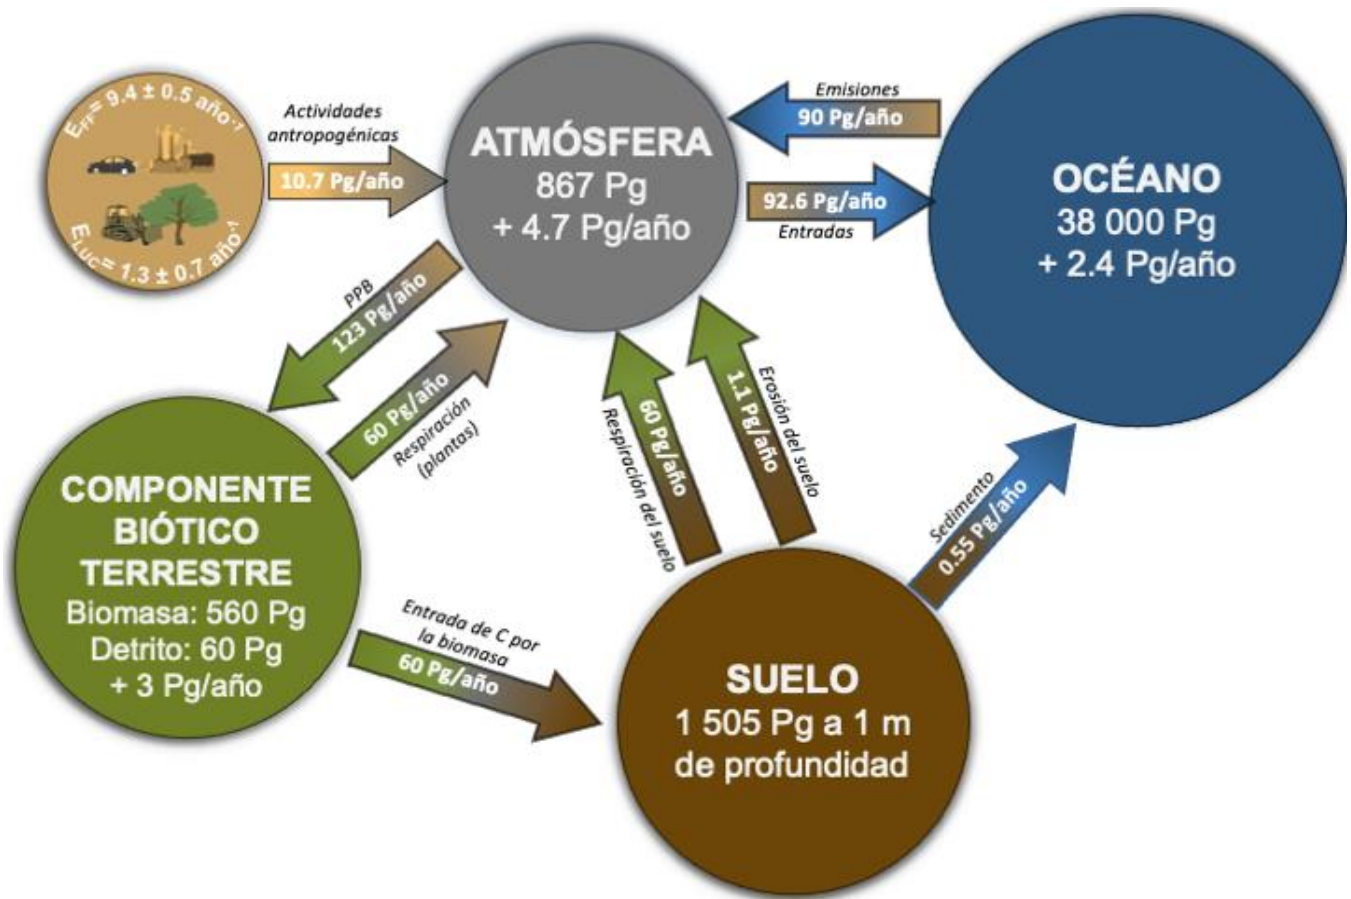 E_FF= 9.4 ± 0.5 año⁻¹
E_LUC= 1.3 ± 0.7 año⁻¹
Actividades
antropogénicas
10.7 Pg/año
ATMÓSFERA
867 Pg
+ 4.7 Pg/año
Emisiones
90 Pg/año
92.6 Pg/año
Entradas
OCÉANO
38 000 Pg
+ 2.4 Pg/año
PPB
123 Pg/año
60 Pg/año
Respiración
(plantas)
60 Pg/año
Respiración del suelo
Erosión del suelo
1.1 Pg/año
Sedimento
0.55 Pg/año
COMPONENTE
BIÓTICO
TERRESTRE
Biomasa: 560 Pg
Detrito: 60 Pg
+ 3 Pg/año
Entrada de C por
la biomasa
60 Pg/año
SUELO
1 505 Pg a 1 m
de profundidad